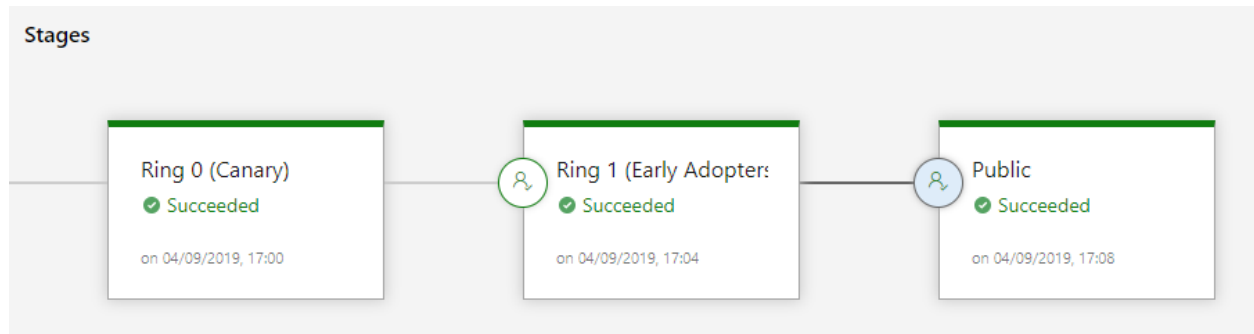 Stages
Ring 0 (Canary)
Succeeded
on 04/09/2019, 17:00
Ring 1 (Early Adopters
Succeeded
on 04/09/2019, 17:04
Public
Succeeded
on 04/09/2019, 17:08